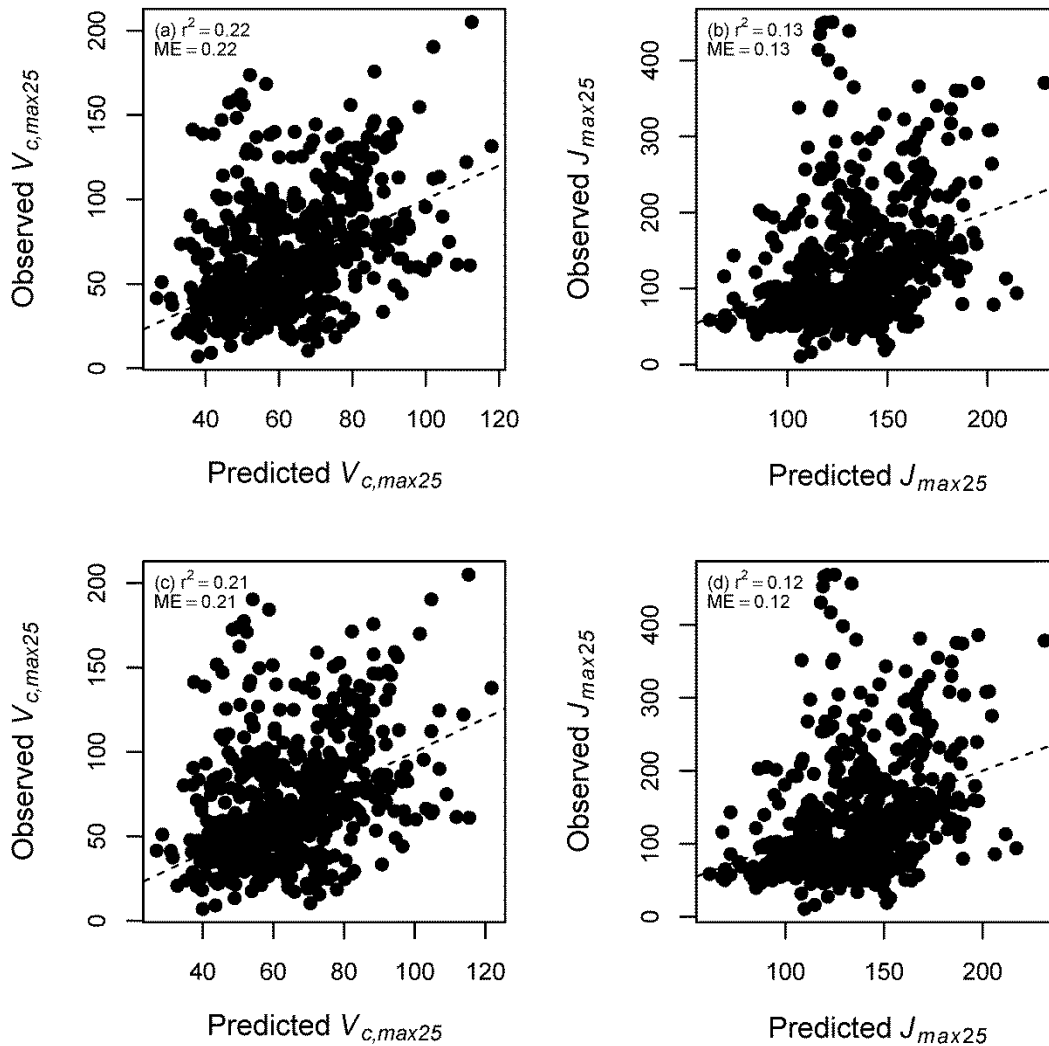 (a) r² = 0.22
ME = 0.22
Observed V_c,max25
0 50 100 150 200
40 60 80 100 120
Predicted V_c,max25
(b) r² = 0.13
ME = 0.13
Observed J_max25
0 100 200 300 400
100 150 200
Predicted J_max25
(c) r² = 0.21
ME = 0.21
Observed V_c,max25
0 50 100 150 200
40 60 80 100 120
Predicted V_c,max25
(d) r² = 0.12
ME = 0.12
Observed J_max25
0 100 200 300 400
100 150 200
Predicted J_max25